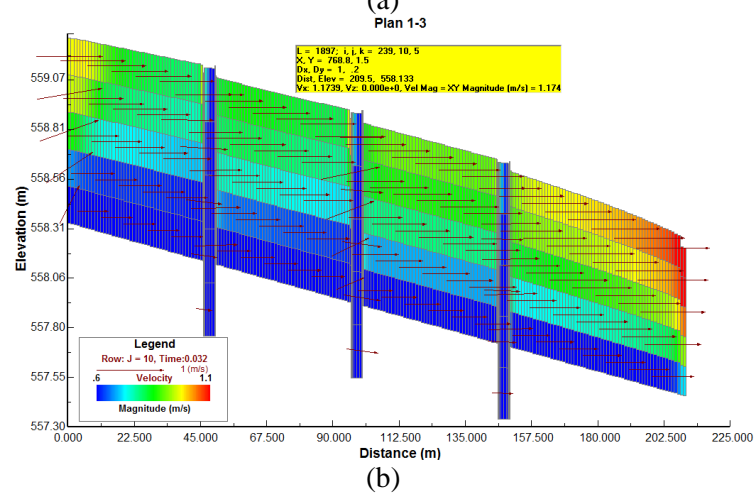 (a)
Plan 1-3
L = 1897; i, j, k = 239, 10, 5
X, Y = 768.8, 1.5
Dx, Dy = 1, .2
Dist, Elev = 209.5, 558.133
Vx: 1.1739, Vz: 0.000e+0, Vel Mag = XY Magnitude (m/s) = 1.174
Elevation (m)
559.07
558.81
558.56
558.31
558.06
557.80
557.55
557.30
Legend
Row: J = 10, Time:0.032
1 (m/s)
.6 Velocity 1.1
Magnitude (m/s)
0.000 22.500 45.000 67.500 90.000 112.500 135.000 157.500 180.000 202.500 225.000
Distance (m)
(b)